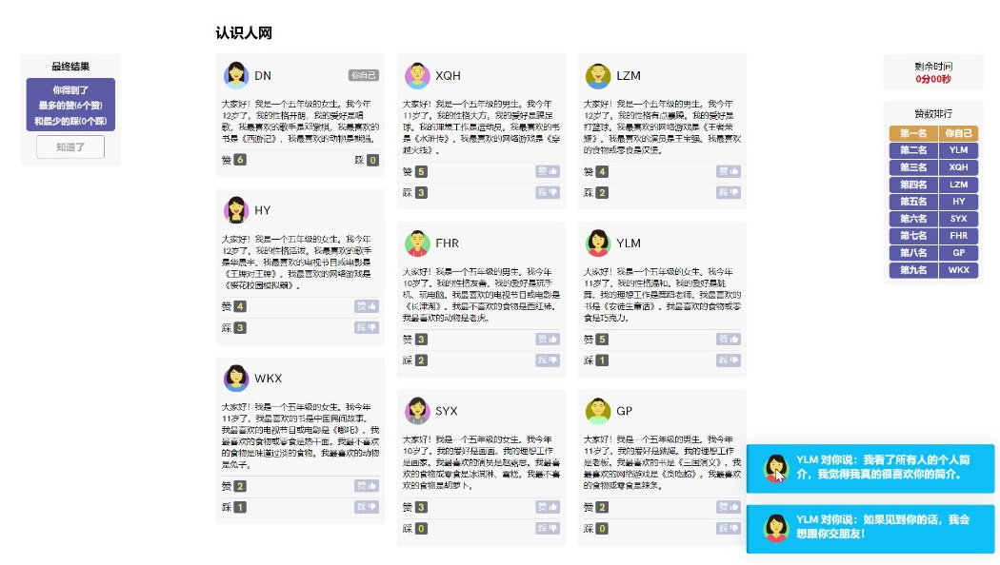 认识人网
最终结果
你得到了
最多的赞(6个赞)
和最少的踩(0个踩)
知道了
DN
你自己
大家好！我是一个五年级的女生。我今年
12岁了。我的性格开朗，我的爱好是唱
歌，我最喜欢的歌手是邓紫棋，我最喜欢的
书是《西游记》，我最喜欢的动物是熊猫。
赞 6
踩 0
HY
大家好！我是一个五年级的女生。我今年
12岁了。我的性格活泼。我最喜欢的歌手
是华晨宇。我最喜欢的电视节目或电影是
《王牌对王牌》。我最喜欢的网络游戏是
《樱花校园模拟器》。
赞 4 赞
踩 3 踩
WKX
大家好！我是一个五年级的女生。我今年
11岁了。我最喜欢的书是中国民间故事。
我最喜欢的电视节目或电影是《哪吒》。我
最喜欢的食物或零食是热干面。我最不喜欢
的食物是味道过淡的食物。我最喜欢的动物
是兔子。
赞 2 赞
踩 1 踩
XQH
大家好！我是一个五年级的男生。我今年
11岁了。我的性格大方。我的爱好是踢足
球。我的理想工作是运动员。我最喜欢的书
是《水浒传》。我最喜欢的网络游戏是《穿
越火线》。
赞 5 赞
踩 3 踩
FHR
大家好！我是一个五年级的男生。我今年
10岁了。我的性格友善。我的爱好是玩手
机、玩电脑。我最喜欢的电视节目或电影是
《长津湖》。我最不喜欢的食物是西红柿。
我最喜欢的动物是老虎。
赞 3 赞
踩 2 踩
SYX
大家好！我是一个五年级的女生。我今年
10岁了。我的爱好是画画。我的理想工作
是画家。我最喜欢的演员是赵丽思。我最喜
欢的食物或零食是冰淇淋、雪糕。我最不喜
欢的食物是胡萝卜。
赞 3 赞
踩 0 踩
LZM
大家好！我是一个五年级的男生。我今年
12岁了。我的性格有点暴躁。我的爱好是
打篮球。我最喜欢的网络游戏是《王者荣
耀》。我最喜欢的演员是王宝强。我最喜欢
的食物或零食是汉堡。
赞 4 赞
踩 2 踩
YLM
大家好！我是一个五年级的女生。我今年
11岁了。我的性格温和。我的爱好是跳
舞。我的理想工作是舞蹈老师。我最喜欢的
书是《安徒生童话》。我最喜欢的食物或零
食是巧克力。
赞 5 赞
踩 1 踩
GP
大家好！我是一个五年级的男生。我今年
11岁了。我的爱好是跳绳。我的理想工作
是老板。我最喜欢的书是《三国演义》。我
最喜欢的网络游戏是《贪吃蛇》。我最喜欢
的食物或零食是辣条。
赞 2 赞
踩 0 踩
剩余时间
0分00秒
赞数排行
第一名 你自己
第二名 YLM
第三名 XQH
第四名 LZM
第五名 HY
第六名 SYX
第七名 FHR
第八名 GP
第九名 WKX
YLM 对你说：我看了所有人的个人简
介，我觉得我真的很喜欢你的简介。
YLM 对你说：如果见到你的话，我会
想跟你交朋友！